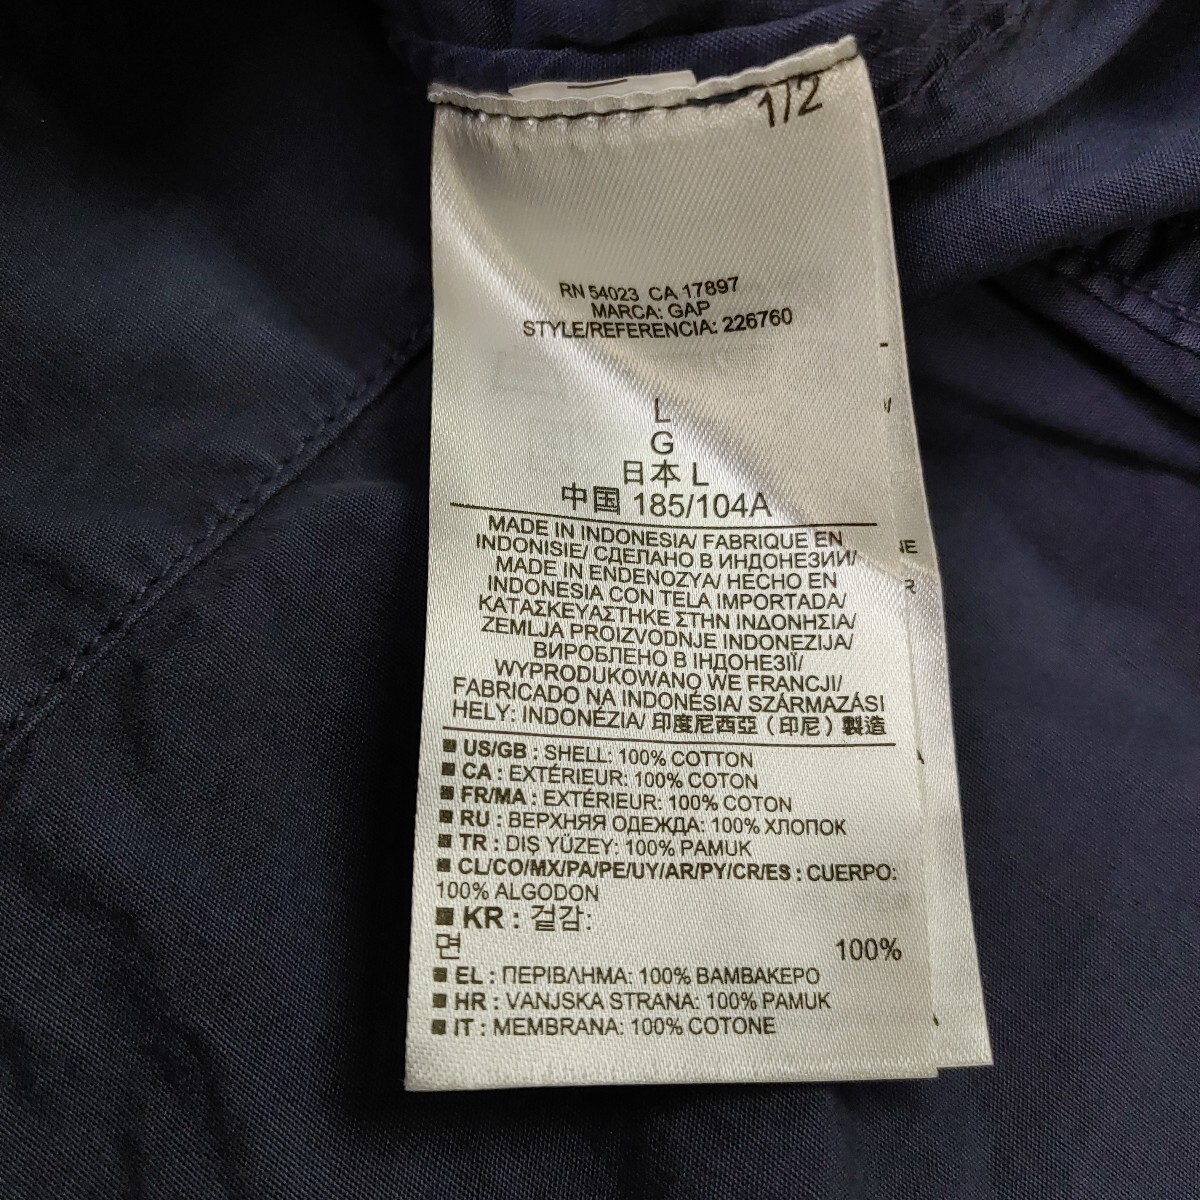 1/2
RN 54023 CA 17897
MARCA: GAP
STYLE/REFERENCIA: 226760
L
G
日本 L
中国 185/104A
MADE IN INDONESIA/ FABRIQUE EN
INDONISIE/ СДЕЛАНО В ИНДОНЕЗИИ/
MADE IN ENDENOZYA/ HECHO EN
INDONESIA CON TELA IMPORTADA/
ΚΑΤΑΣΚΕΥΑΣΤΗΚΕ ΣΤΗΝ ΙΝΔΟΝΗΣΙΑ/
ZEMLJA PROIZVODNJE INDONEZIJA/
ВИРОБЛЕНО В ІНДОНЕЗІЇ/
WYPRODUKOWANO WE FRANCJI/
FABRICADO NA INDONÉSIA/ SZÁRMAZÁSI
HELY: INDONÉZIA/ 印度尼西亞 (印尼) 製造
■ US/GB : SHELL: 100% COTTON
■ CA : EXTÉRIEUR: 100% COTON
■ FR/MA : EXTÉRIEUR: 100% COTON
■ RU : ВЕРХНЯЯ ОДЕЖДА: 100% ХЛОПОК
■ TR : DIŞ YÜZEY: 100% PAMUK
■ CL/CO/MX/PA/PE/UY/AR/PY/CR/ES : CUERPO:
100% ALGODON
■ KR : 겉감:
면 100%
■ EL : ΠΕΡΙΒΛΗΜΑ: 100% ΒΑΜΒΑΚΕΡΟ
■ HR : VANJSKA STRANA: 100% PAMUK
■ IT : MEMBRANA: 100% COTONE